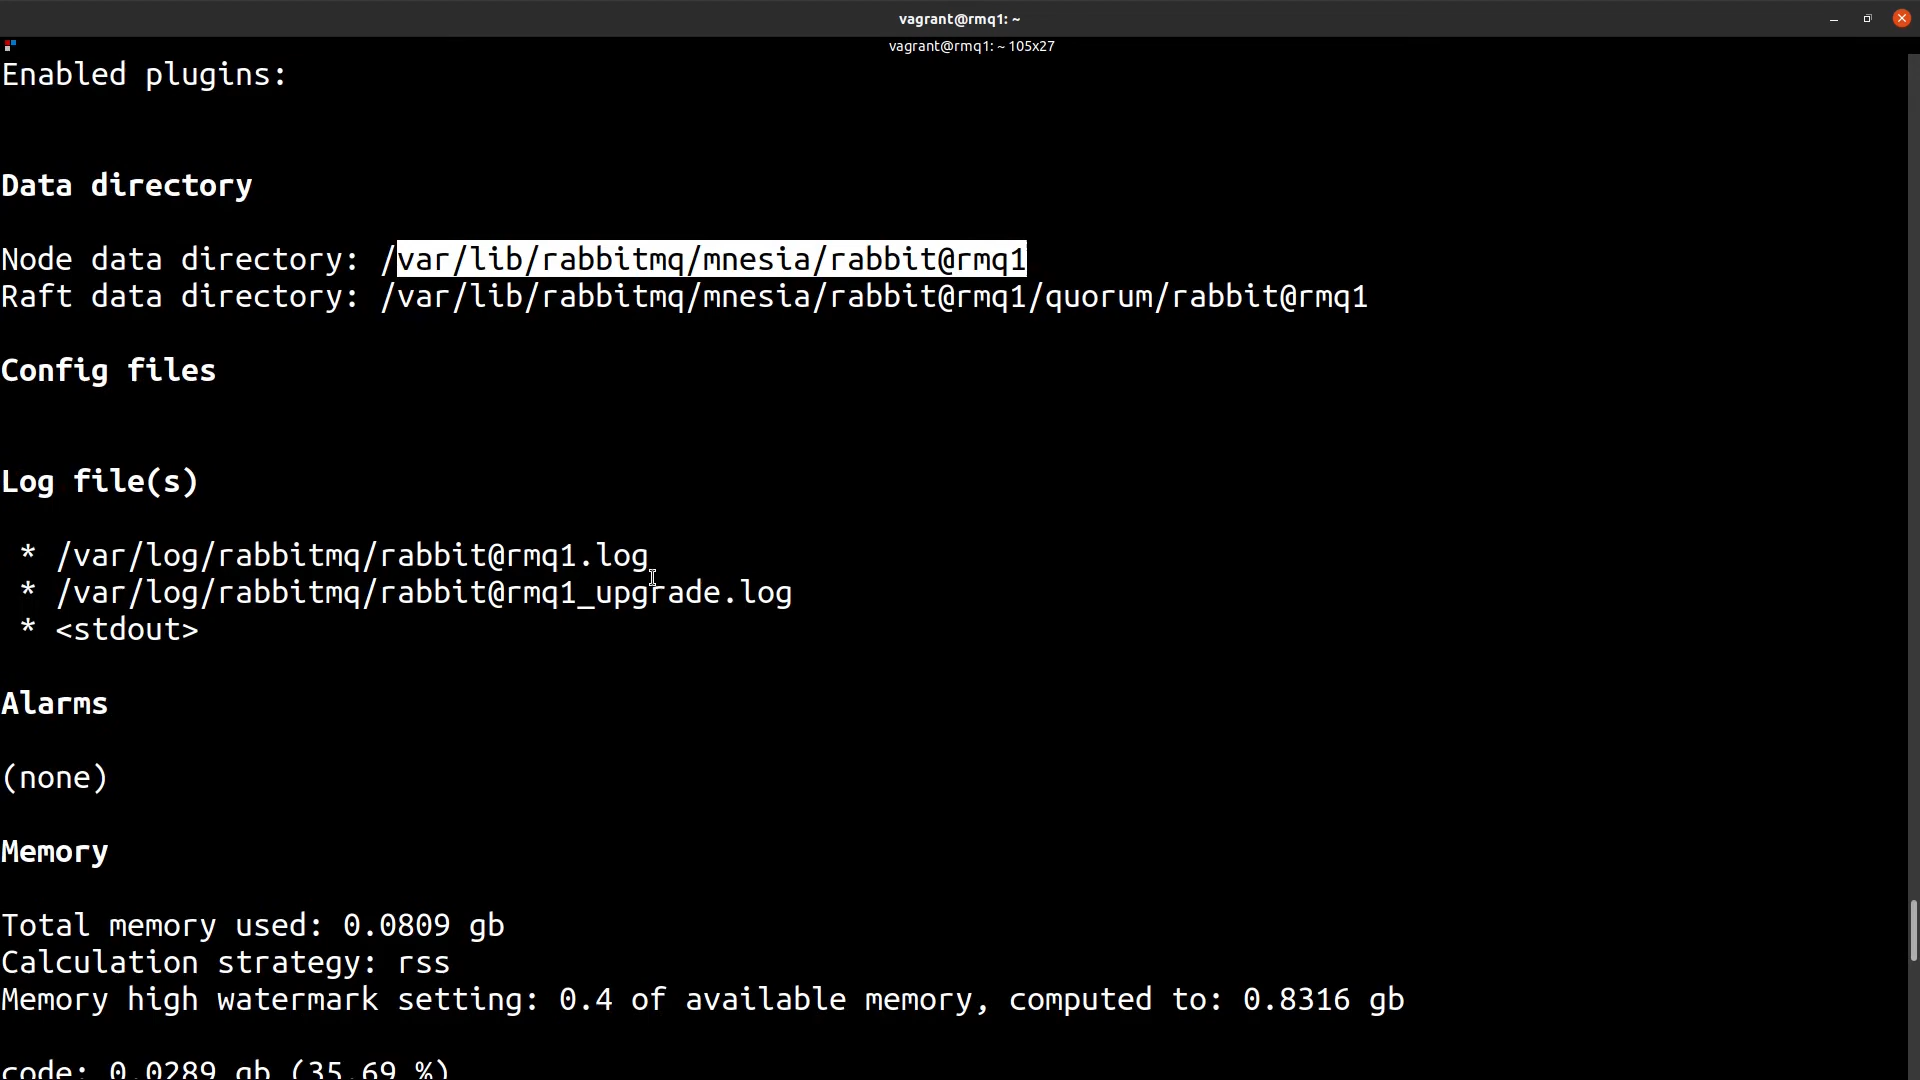 vagrant@rmq1: ~
vagrant@rmq1: ~ 105x27
Enabled plugins:
Data directory
Node data directory: /var/lib/rabbitmq/mnesia/rabbit@rmq1
Raft data directory: /var/lib/rabbitmq/mnesia/rabbit@rmq1/quorum/rabbit@rmq1
Config files
Log file(s)
* /var/log/rabbitmq/rabbit@rmq1.log
* /var/log/rabbitmq/rabbit@rmq1_upgrade.log
* <stdout>
Alarms
(none)
Memory
Total memory used: 0.0809 gb
Calculation strategy: rss
Memory high watermark setting: 0.4 of available memory, computed to: 0.8316 gb
code: 0.0289 gb (35.69 %)